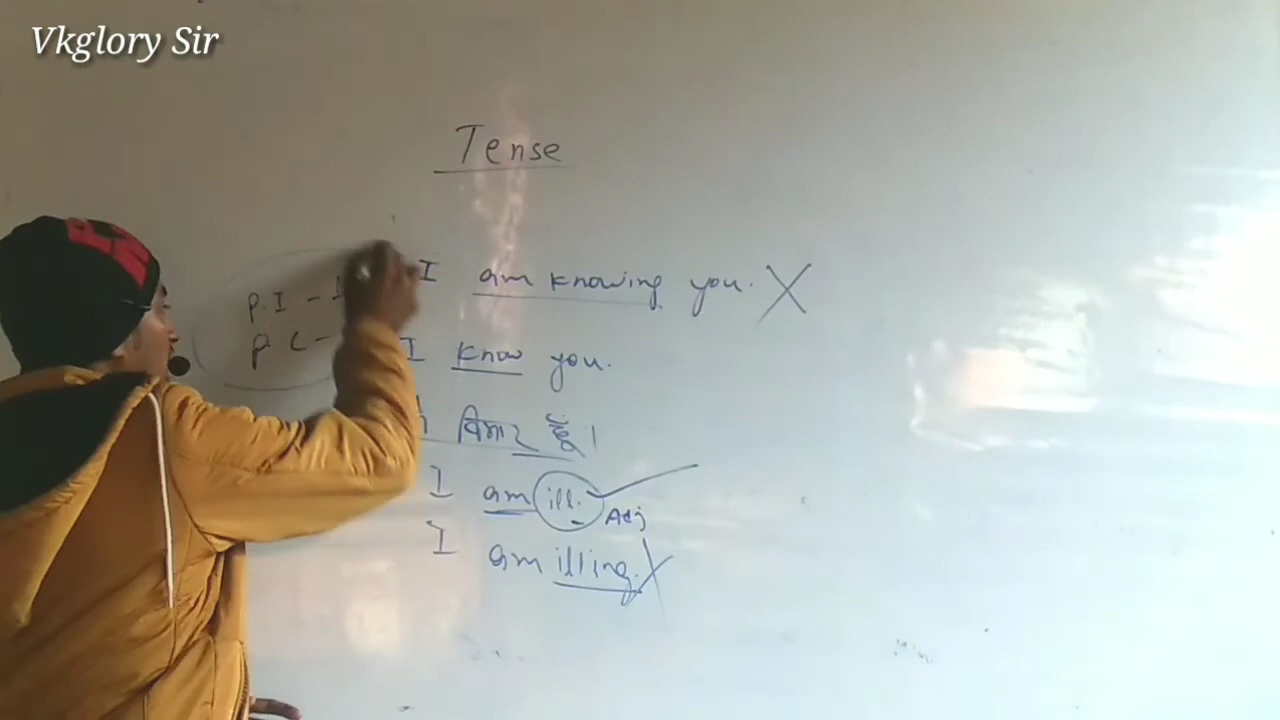 Vkglory Sir
Tense
I am knowing you. X
P.I -
P C -
I know you.
बिमार हूँ।
I am ill. Adj
I am illing. X